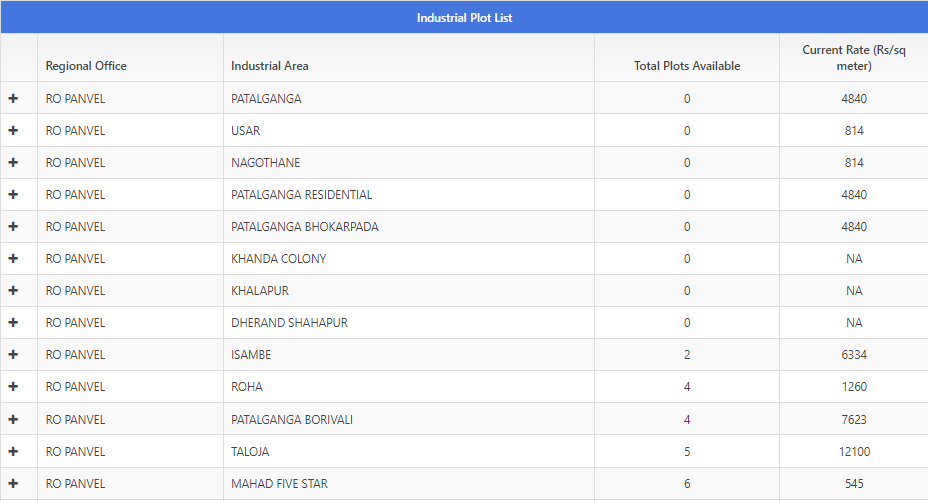 Industrial Plot List
Regional Office Industrial Area Total Plots Available Current Rate (Rs/sq
meter)
RO PANVEL PATALGANGA 0 4840
RO PANVEL USAR 0 814
RO PANVEL NAGOTHANE 0 814
RO PANVEL PATALGANGA RESIDENTIAL 0 4840
RO PANVEL PATALGANGA BHOKARPADA 0 4840
RO PANVEL KHANDA COLONY 0 NA
RO PANVEL KHALAPUR 0 NA
RO PANVEL DHERAND SHAHAPUR 0 NA
RO PANVEL ISAMBE 2 6334
RO PANVEL ROHA 4 1260
RO PANVEL PATALGANGA BORIVALI 4 7623
RO PANVEL TALOJA 5 12100
RO PANVEL MAHAD FIVE STAR 6 545